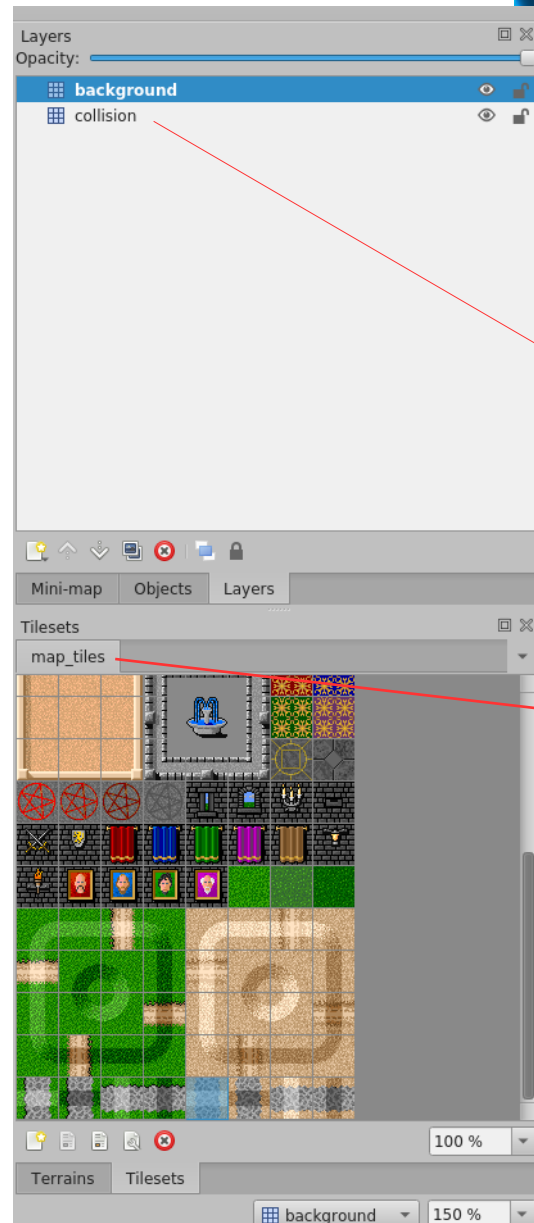 Layers
Opacity:
background
collision
Mini-map Objects Layers
Tilesets
map_tiles
100 %
Terrains Tilesets
background 150 %